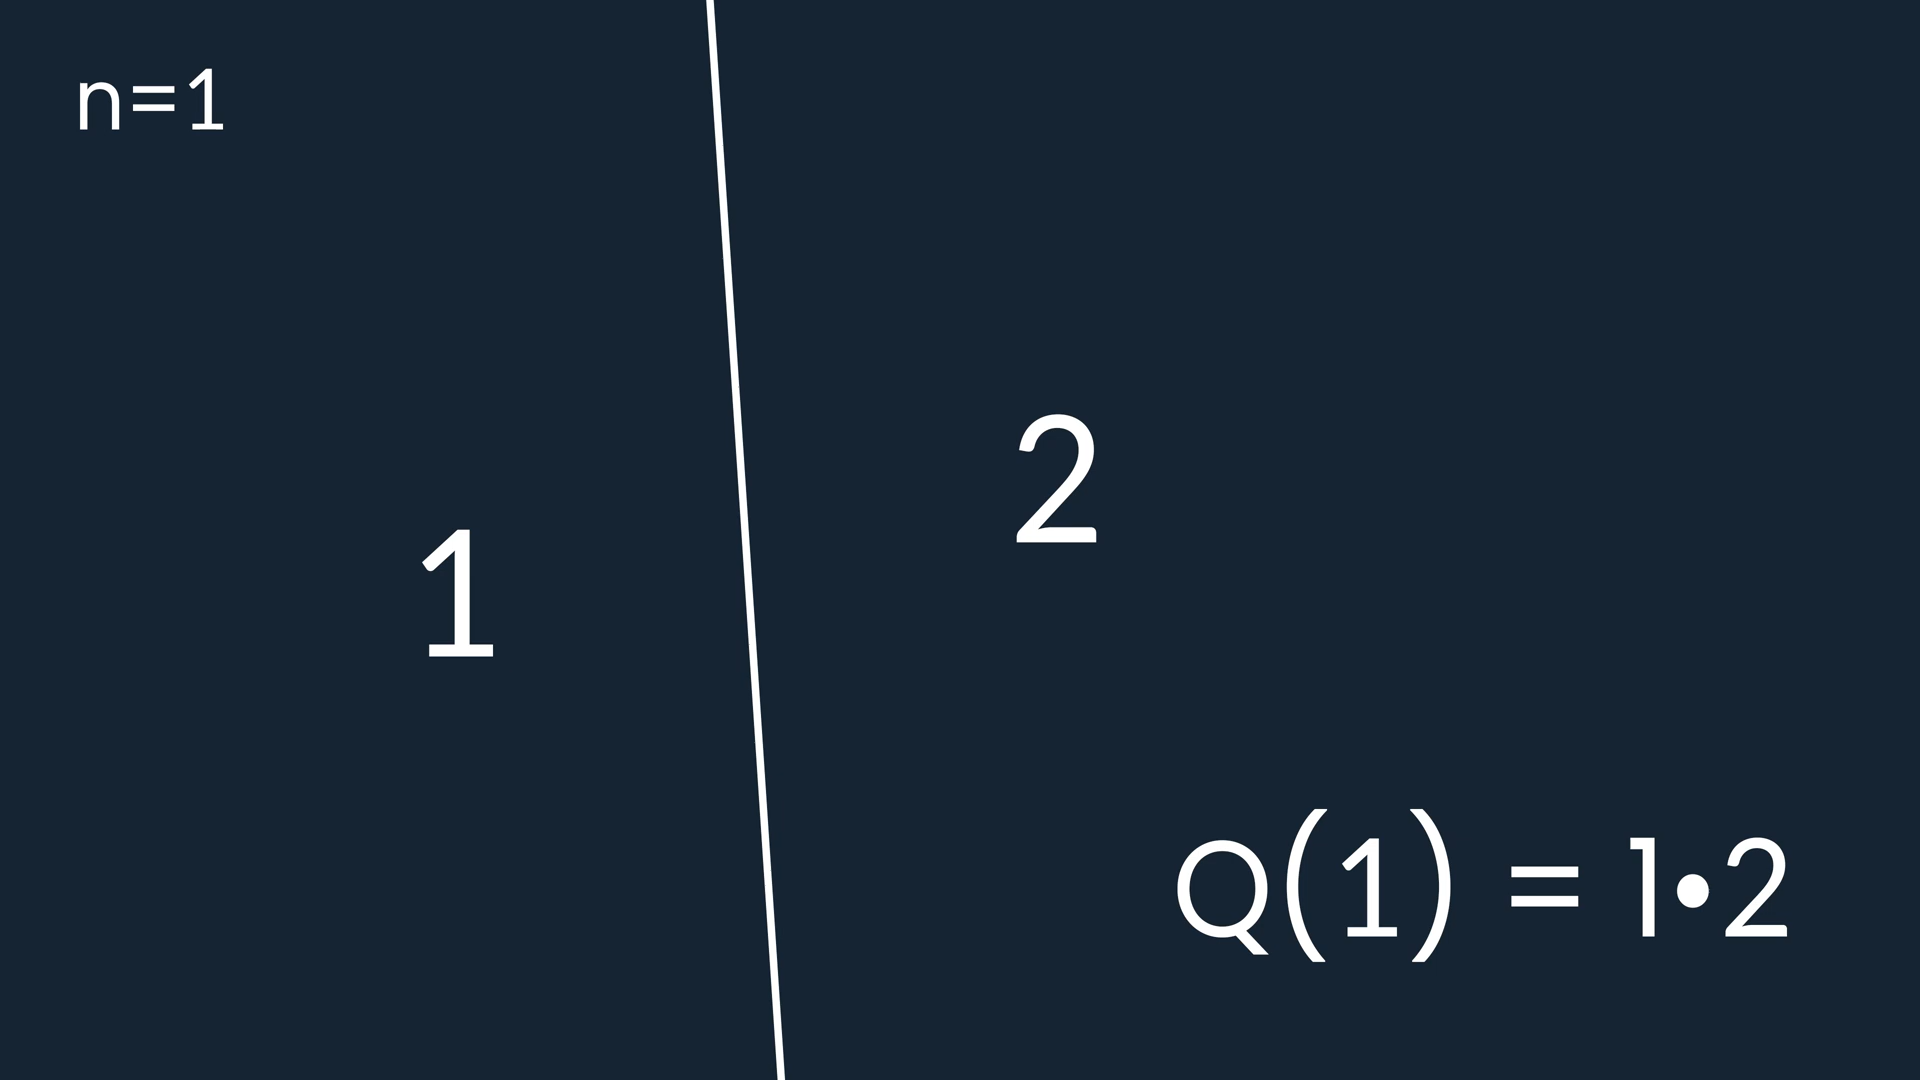 n=1
1
2
Q(1) = 1•2